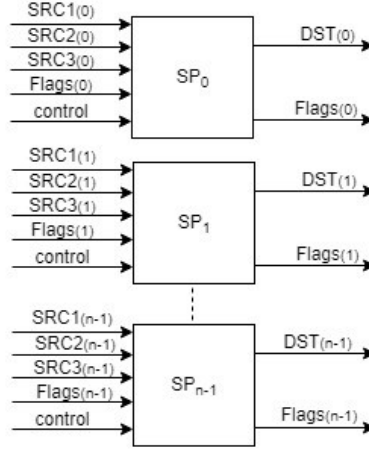 SRC1(0)
SRC2(0)
SRC3(0)
Flags(0)
control
SP0
DST(0)
Flags(0)
SRC1(1)
SRC2(1)
SRC3(1)
Flags(1)
control
SP1
DST(1)
Flags(1)
SRC1(n-1)
SRC2(n-1)
SRC3(n-1)
Flags(n-1)
control
SPn-1
DST(n-1)
Flags(n-1)